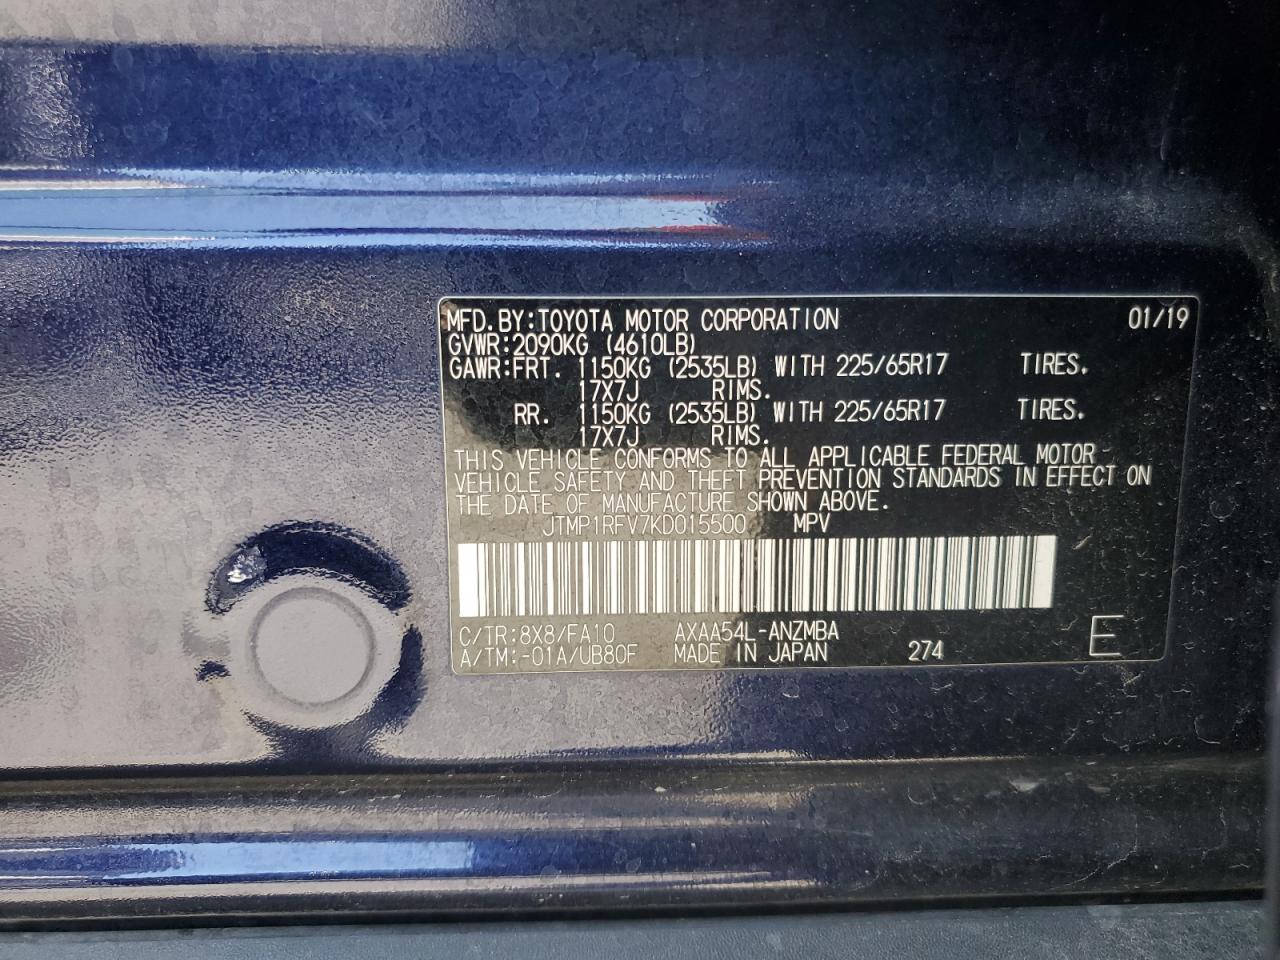 MFD.BY:TOYOTA MOTOR CORPORATION 01/19
GVWR:2090KG (4610LB)
GAWR:FRT. 1150KG (2535LB) WITH 225/65R17 TIRES.
17X7J RIMS.
RR. 1150KG (2535LB) WITH 225/65R17 TIRES.
17X7J RIMS.
THIS VEHICLE CONFORMS TO ALL APPLICABLE FEDERAL MOTOR
VEHICLE SAFETY AND THEFT PREVENTION STANDARDS IN EFFECT ON
THE DATE OF MANUFACTURE SHOWN ABOVE.
JTMP1RFV7KD015500 MPV
C/TR:8X8/FA10 AXAA54L-ANZMBA
A/TM:-01A/UB80F MADE IN JAPAN 274 E